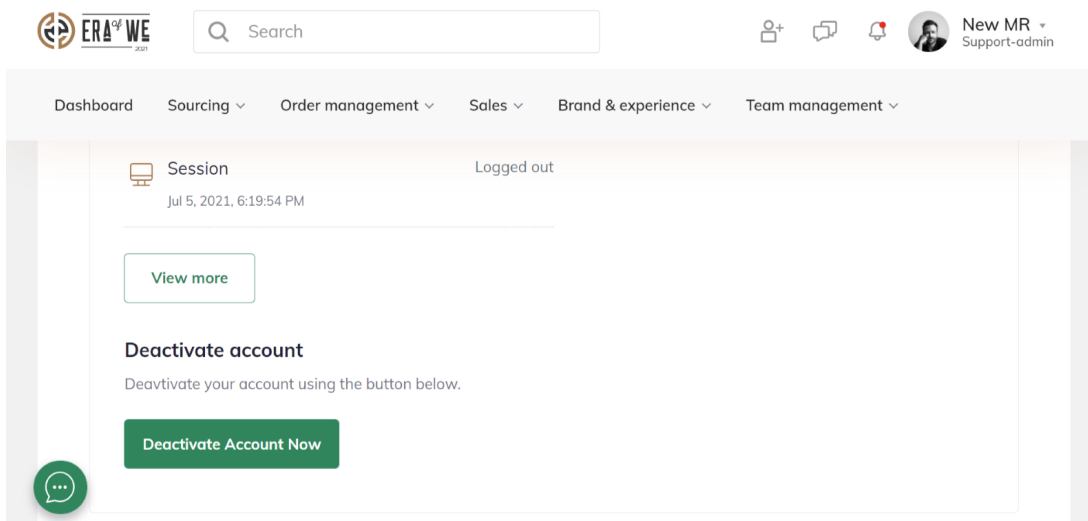 ERA of WE
2021
Search
New MR
Support-admin
Dashboard Sourcing Order management Sales Brand & experience Team management
Session Logged out
Jul 5, 2021, 6:19:54 PM
View more
Deactivate account
Deavtivate your account using the button below.
Deactivate Account Now